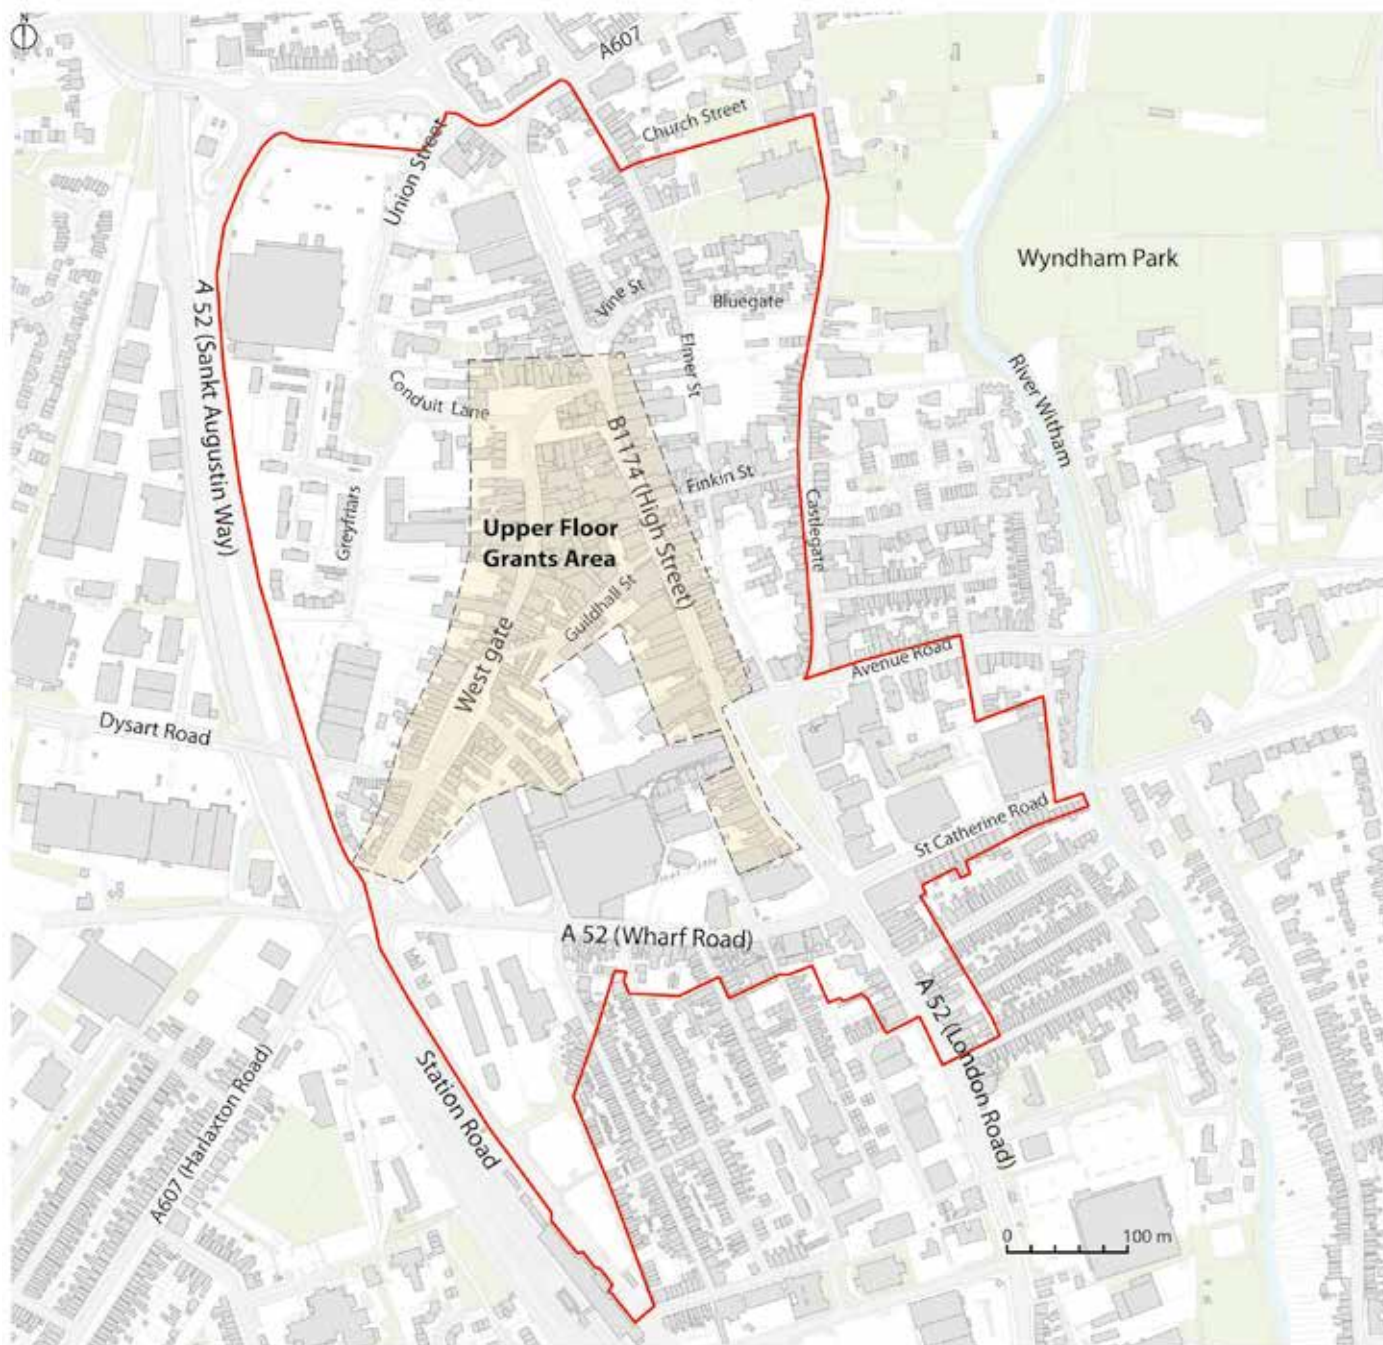 N
A607
Church Street
Union Street
Wyndham Park
Vine St
Bluegate
A 52 (Sankt Augustin Way)
Elmer St
River Witham
Conduit Lane
B1174 (High Street)
Finkin St
Castlegate
Greyfriars
Upper Floor
Grants Area
Guildhall St
West gate
Avenue Road
Dysart Road
St Catherine Road
A 52 (Wharf Road)
A 52 (London Road)
Station Road
A607 (Harlaxton Road)
0 100 m